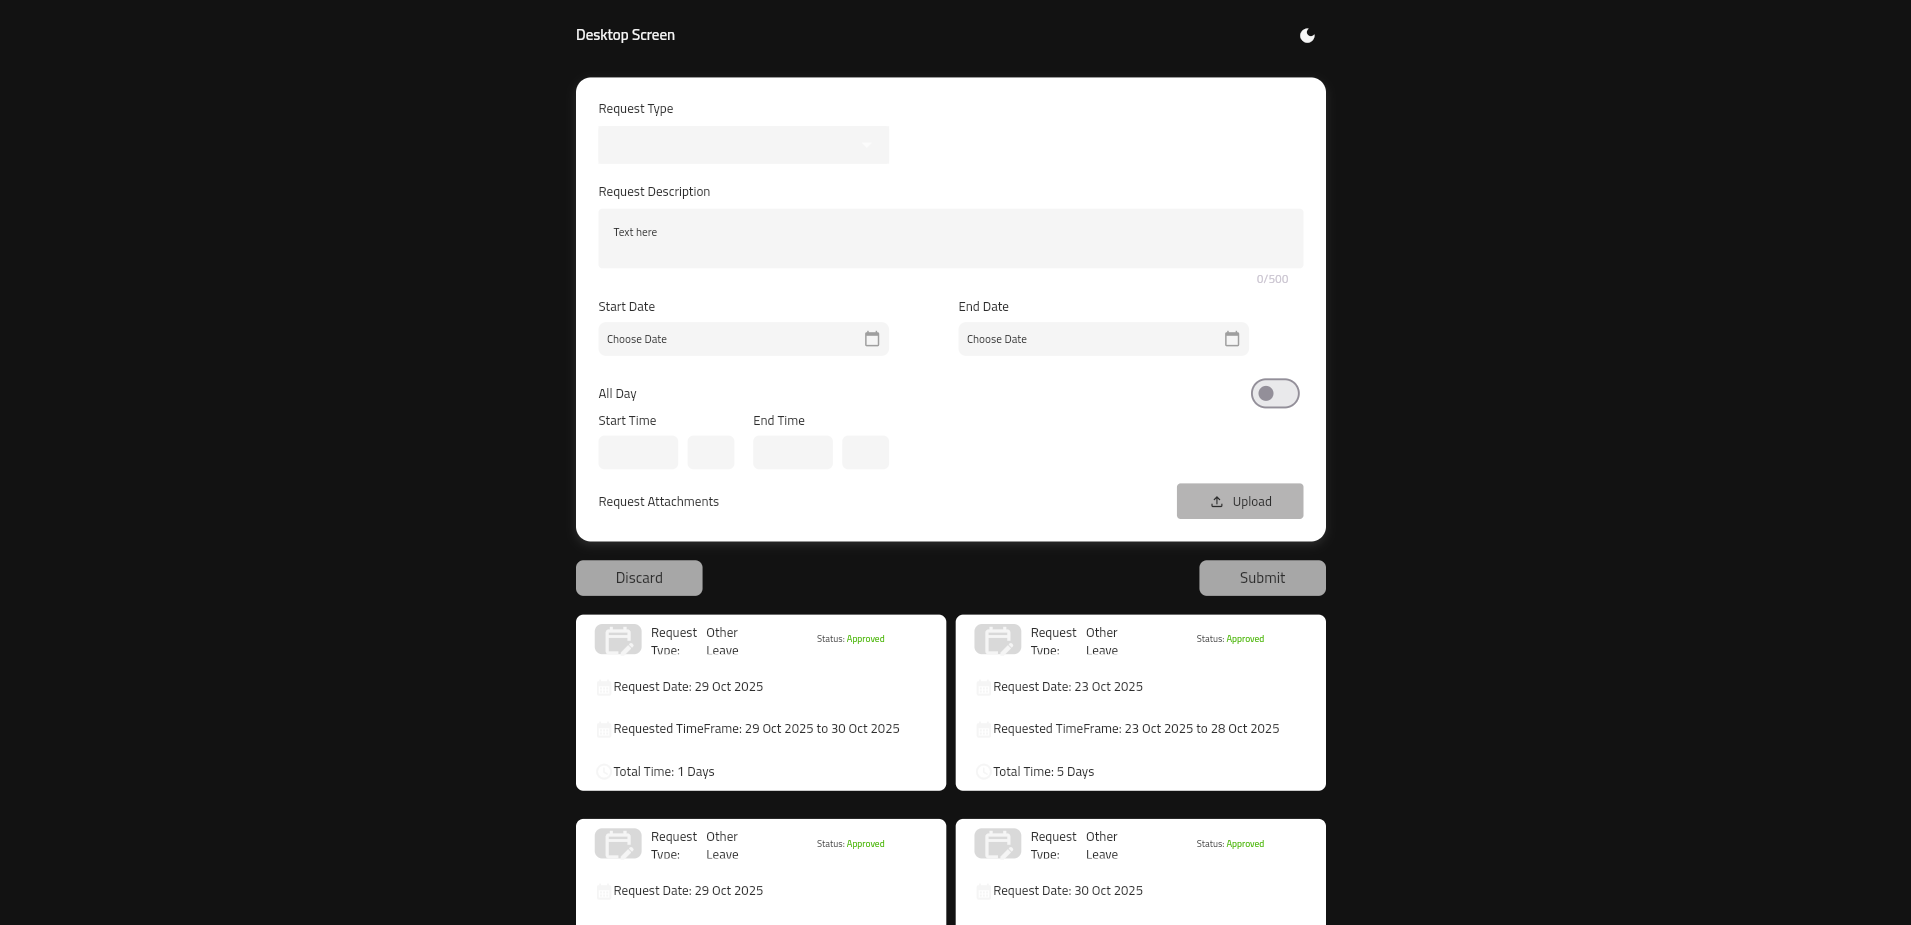 Desktop Screen
Request Type
Request Description
Text here
0/500
Start Date
End Date
Choose Date
Choose Date
All Day
Start Time
End Time
Request Attachments
Upload
Discard
Submit
Request Other
Type: Leave
Status: Approved
Request Date: 29 Oct 2025
Requested TimeFrame: 29 Oct 2025 to 30 Oct 2025
Total Time: 1 Days
Request Other
Type: Leave
Status: Approved
Request Date: 23 Oct 2025
Requested TimeFrame: 23 Oct 2025 to 28 Oct 2025
Total Time: 5 Days
Request Other
Type: Leave
Status: Approved
Request Date: 29 Oct 2025
Request Other
Type: Leave
Status: Approved
Request Date: 30 Oct 2025